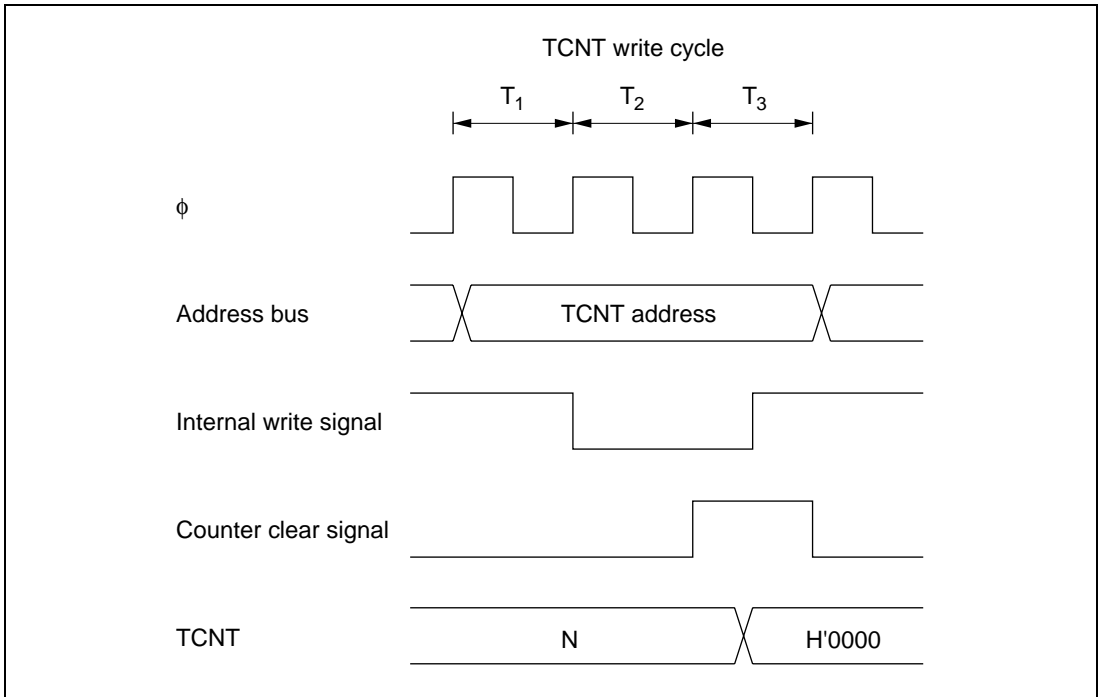 TCNT write cycle
T1 T2 T3
ϕ
Address bus TCNT address
Internal write signal
Counter clear signal
TCNT N H'0000